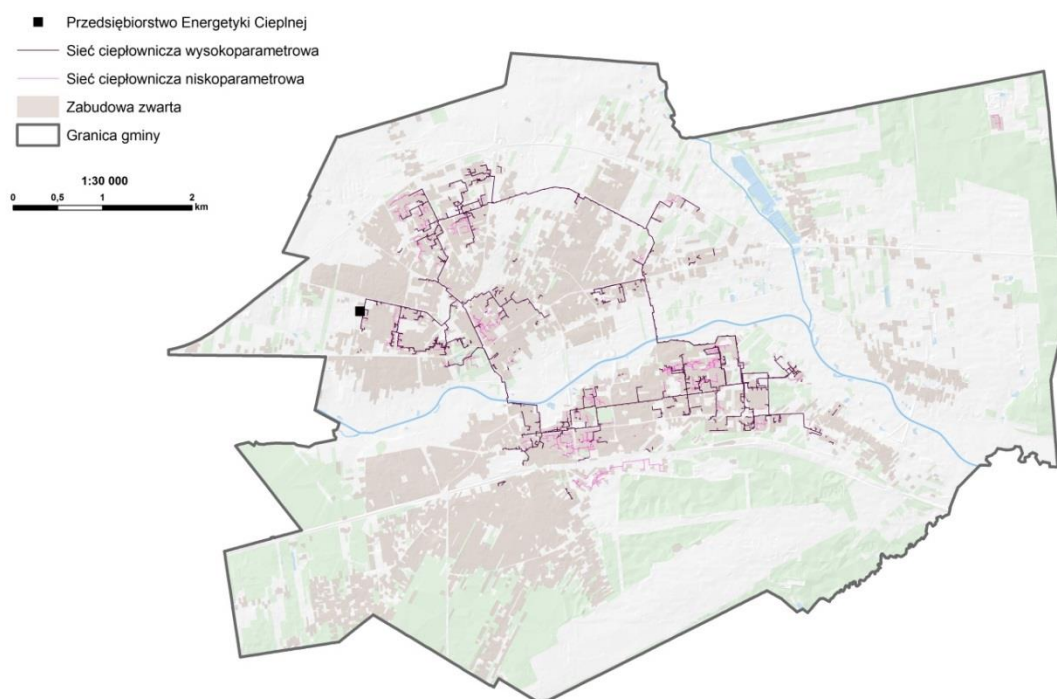 Przedsiębiorstwo Energetyki Cieplnej
Sieć ciepłownicza wysokoparametrowa
Sieć ciepłownicza niskoparametrowa
Zabudowa zwarta
Granica gminy
1:30 000
0 0,5 1 2
km